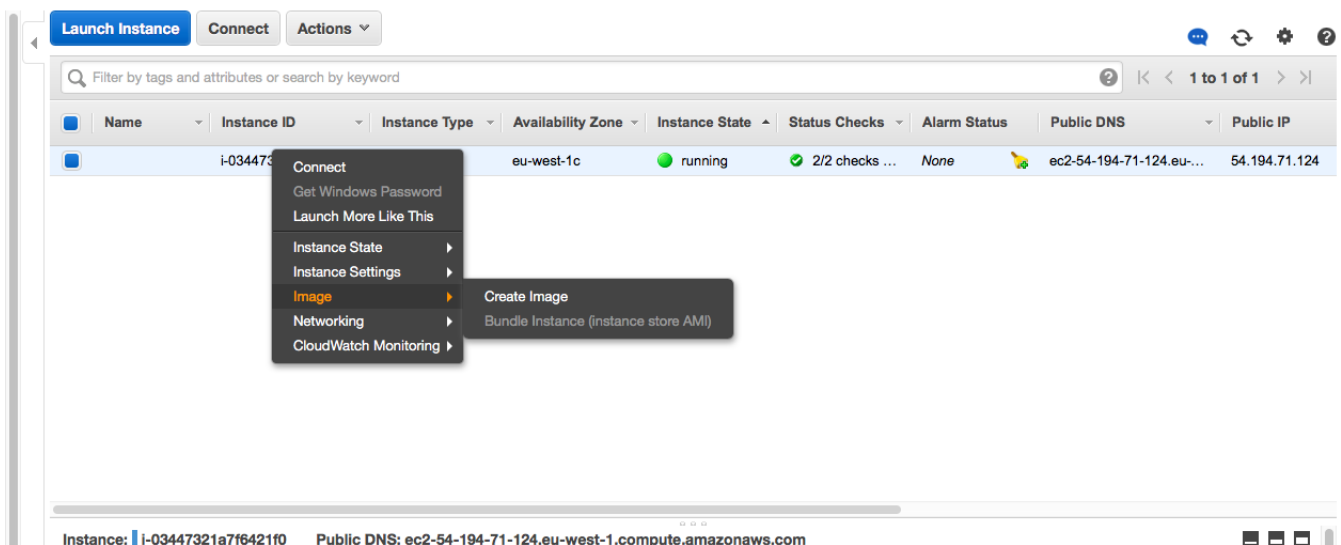 Launch Instance Connect Actions
Filter by tags and attributes or search by keyword 1 to 1 of 1
Name Instance ID Instance Type Availability Zone Instance State Status Checks Alarm Status Public DNS Public IP
i-03447 eu-west-1c running 2/2 checks ... None ec2-54-194-71-124.eu-... 54.194.71.124
Connect
Get Windows Password
Launch More Like This
Instance State
Instance Settings
Image Create Image
Networking Bundle Instance (instance store AMI)
CloudWatch Monitoring
Instance: i-03447321a7f6421f0 Public DNS: ec2-54-194-71-124.eu-west-1.compute.amazonaws.com